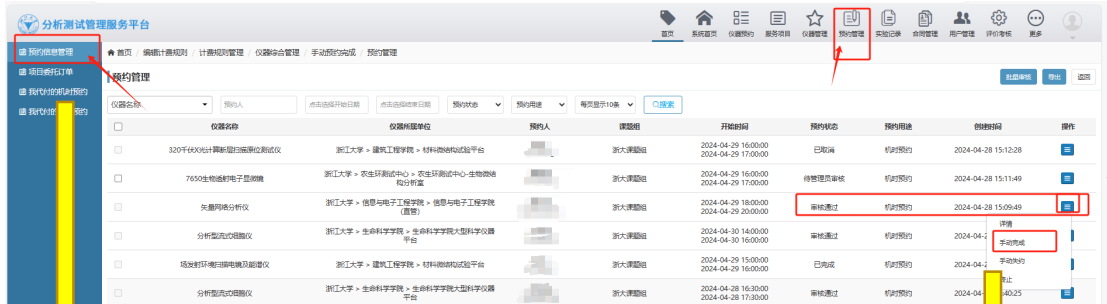 分析测试管理服务平台
首页 系统首页 仪器预约 服务项目 仪器管理 预约管理 实验记录 合同管理 用户管理 评价考核 更多
预约信息管理
项目委托订单
我代付的机时预约
我代付的 预约
首页 / 编辑计费规则 / 计费规则管理 / 仪器综合管理 / 手动预约完成 / 预约管理
预约管理
批量审核 导出 返回
仪器名称 预约人 点击选择开始日期 点击选择结束日期 预约状态 预约用途 每页显示10条 搜索
仪器名称 仪器所属单位 预约人 课题组 开始时间 预约状态 预约用途 创建时间 操作
320千伏X光计算断层扫描原位测试仪 浙江大学 > 建筑工程学院 > 材料微结构试验平台 浙大课题组 2024-04-29 16:00:00 已取消 机时预约 2024-04-28 15:12:28
2024-04-29 17:00:00
7650生物透射电子显微镜 浙江大学 > 农生环测试中心 > 农生环测试中心-生物微结 浙大课题组 2024-04-29 16:00:00 待管理员审核 机时预约 2024-04-28 15:11:49
构分析室 2024-04-29 17:00:00
矢量网络分析仪 浙江大学 > 信息与电子工程学院 > 信息与电子工程学院 浙大课题组 2024-04-29 18:00:00 审核通过 机时预约 2024-04-28 15:09:49
(直管) 2024-04-29 20:00:00
详情
手动完成
手动失约
终止
分析型流式细胞仪 浙江大学 > 生命科学学院 > 生命科学学院大型科学仪器 浙大课题组 2024-04-30 14:00:00 审核通过 机时预约 2024-04-2
平台 2024-04-30 16:00:00
场发射环境扫描电镜及能谱仪 浙江大学 > 建筑工程学院 > 材料微结构试验平台 浙大课题组 2024-04-29 15:00:00 已完成 机时预约 2024-04-2
2024-04-29 16:00:00
分析型流式细胞仪 浙江大学 > 生命科学学院 > 生命科学学院大型科学仪器 浙大课题组 2024-04-28 16:30:00 审核通过 机时预约 2024-04- :40:25
平台 2024-04-28 17:30:00